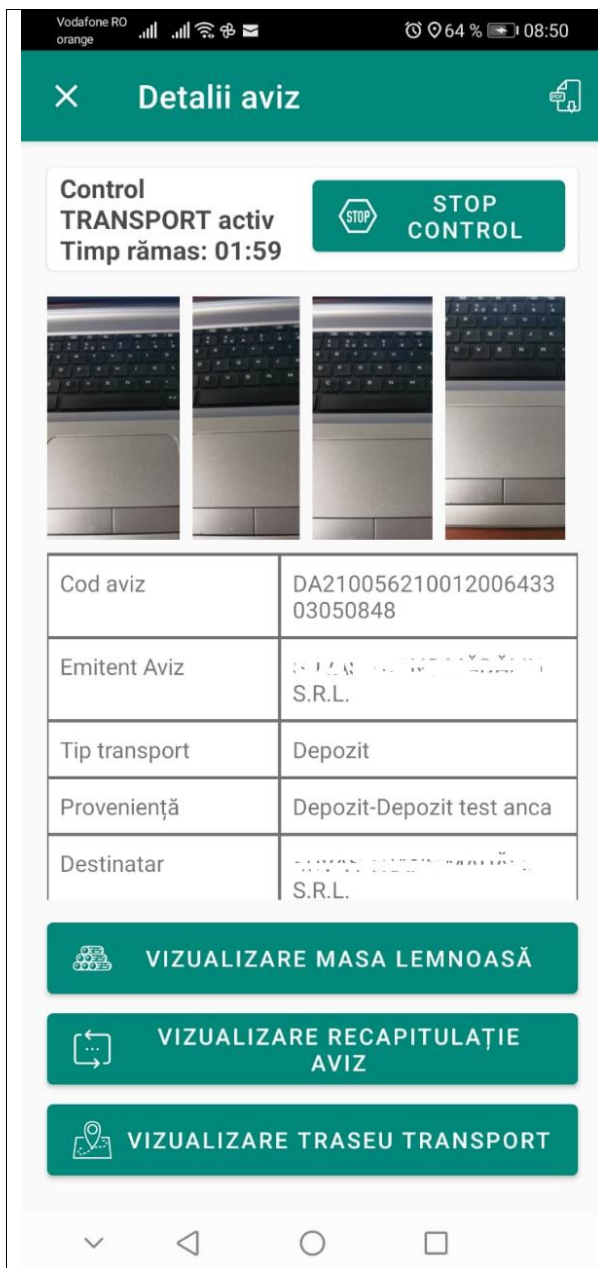 Vodafone RO
orange
64 % 08:50
Detalii aviz
PDF
Control
TRANSPORT activ
Timp rămas: 01:59
STOP
STOP
CONTROL
Cod aviz
DA210056210012006433
03050848
Emitent Aviz
S.R.L.
Tip transport
Depozit
Proveniență
Depozit-Depozit test anca
Destinatar
S.R.L.
VIZUALIZARE MASA LEMNOASĂ
VIZUALIZARE RECAPITULAȚIE
AVIZ
VIZUALIZARE TRASEU TRANSPORT